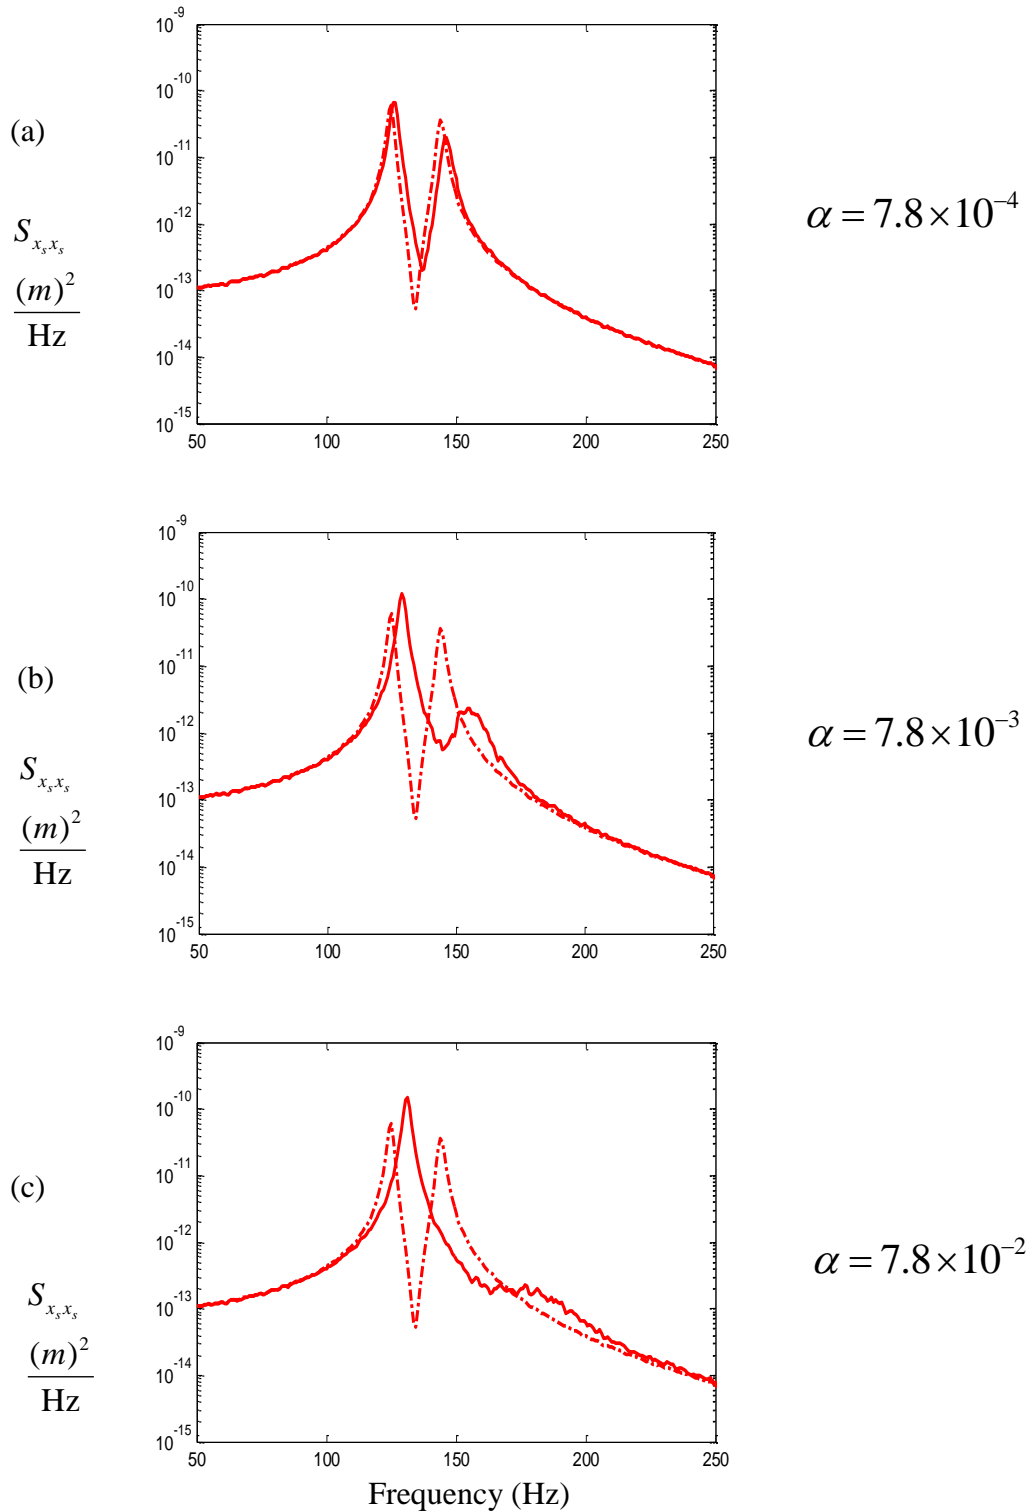 10⁻⁹
10⁻¹⁰
(a)
10⁻¹¹
α = 7.8×10⁻⁴
10⁻¹²
S_{x_s x_s}
10⁻¹³
(m)²
Hz
10⁻¹⁴
10⁻¹⁵
50 100 150 200 250
10⁻⁹
10⁻¹⁰
10⁻¹¹
(b)
10⁻¹²
α = 7.8×10⁻³
S_{x_s x_s}
10⁻¹³
(m)²
Hz
10⁻¹⁴
10⁻¹⁵
50 100 150 200 250
10⁻⁹
10⁻¹⁰
10⁻¹¹
(c)
10⁻¹²
α = 7.8×10⁻²
S_{x_s x_s}
10⁻¹³
(m)²
10⁻¹⁴
Hz
10⁻¹⁵
50 100 150 200 250
Frequency (Hz)